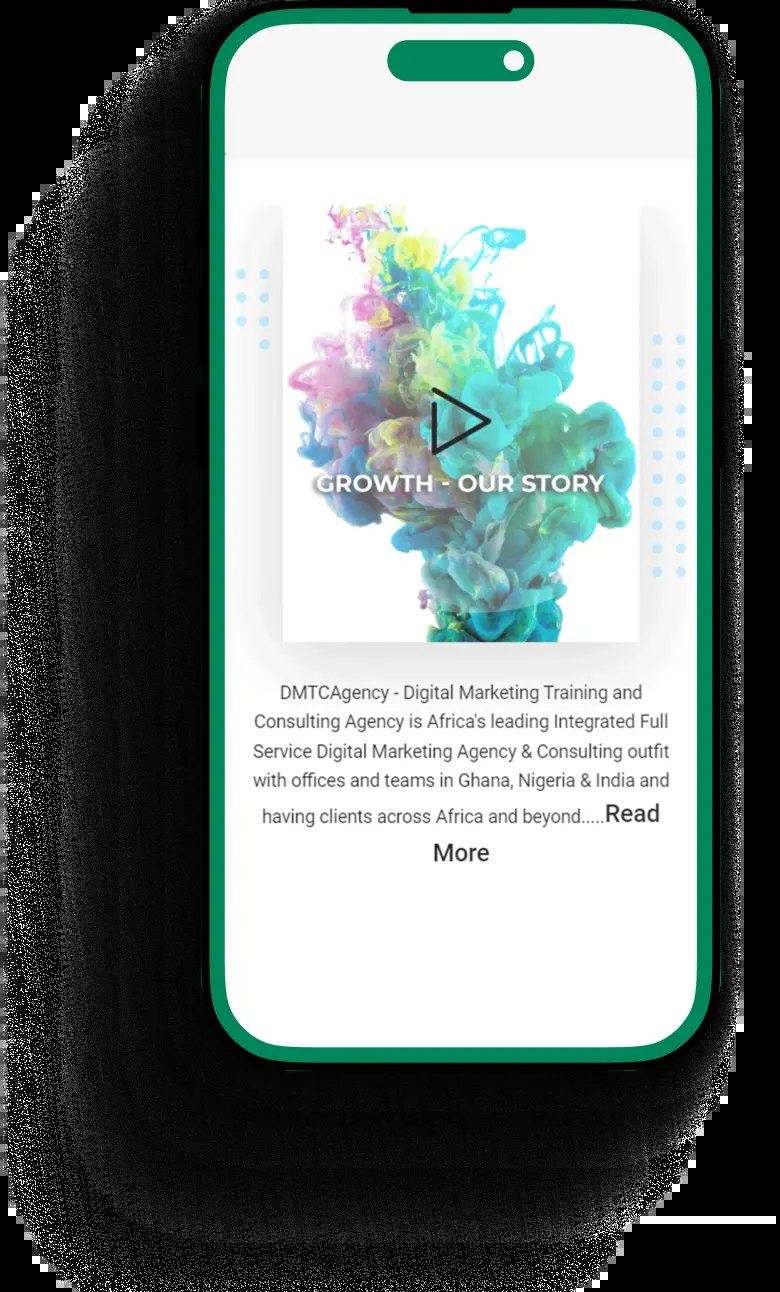 GROWTH - OUR STORY
DMTCAgency - Digital Marketing Training and
Consulting Agency is Africa's leading Integrated Full
Service Digital Marketing Agency & Consulting outfit
with offices and teams in Ghana, Nigeria & India and
having clients across Africa and beyond.....Read
More